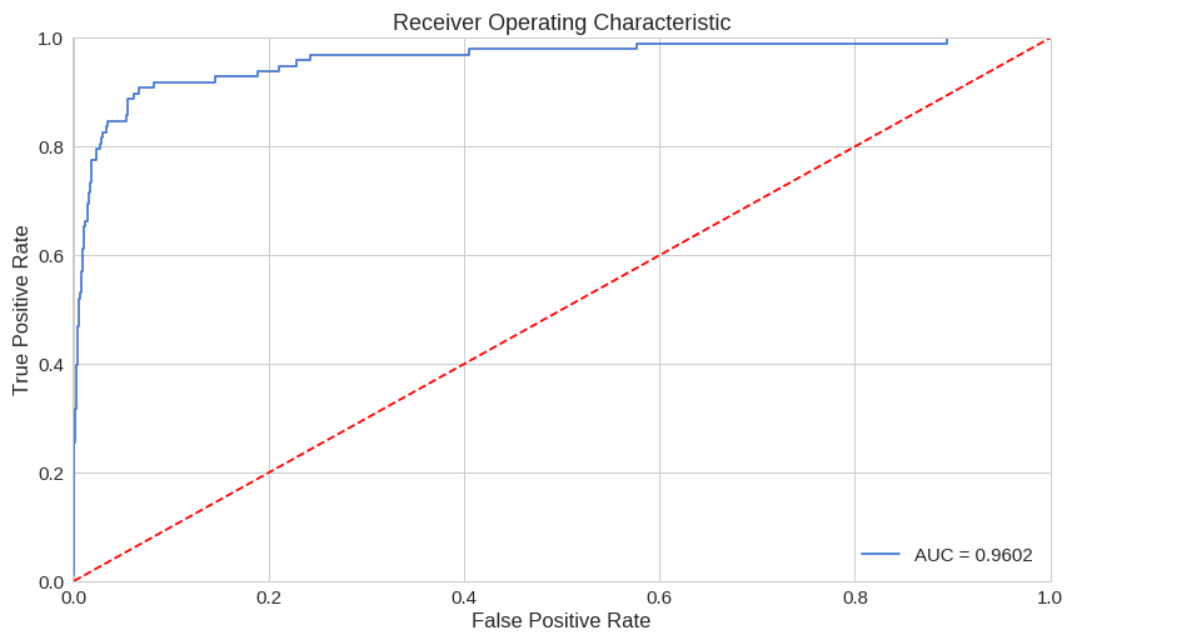 Receiver Operating Characteristic
1.0
0.8
0.6
0.4
0.2
0.0
True Positive Rate
AUC = 0.9602
0.0 0.2 0.4 0.6 0.8 1.0
False Positive Rate